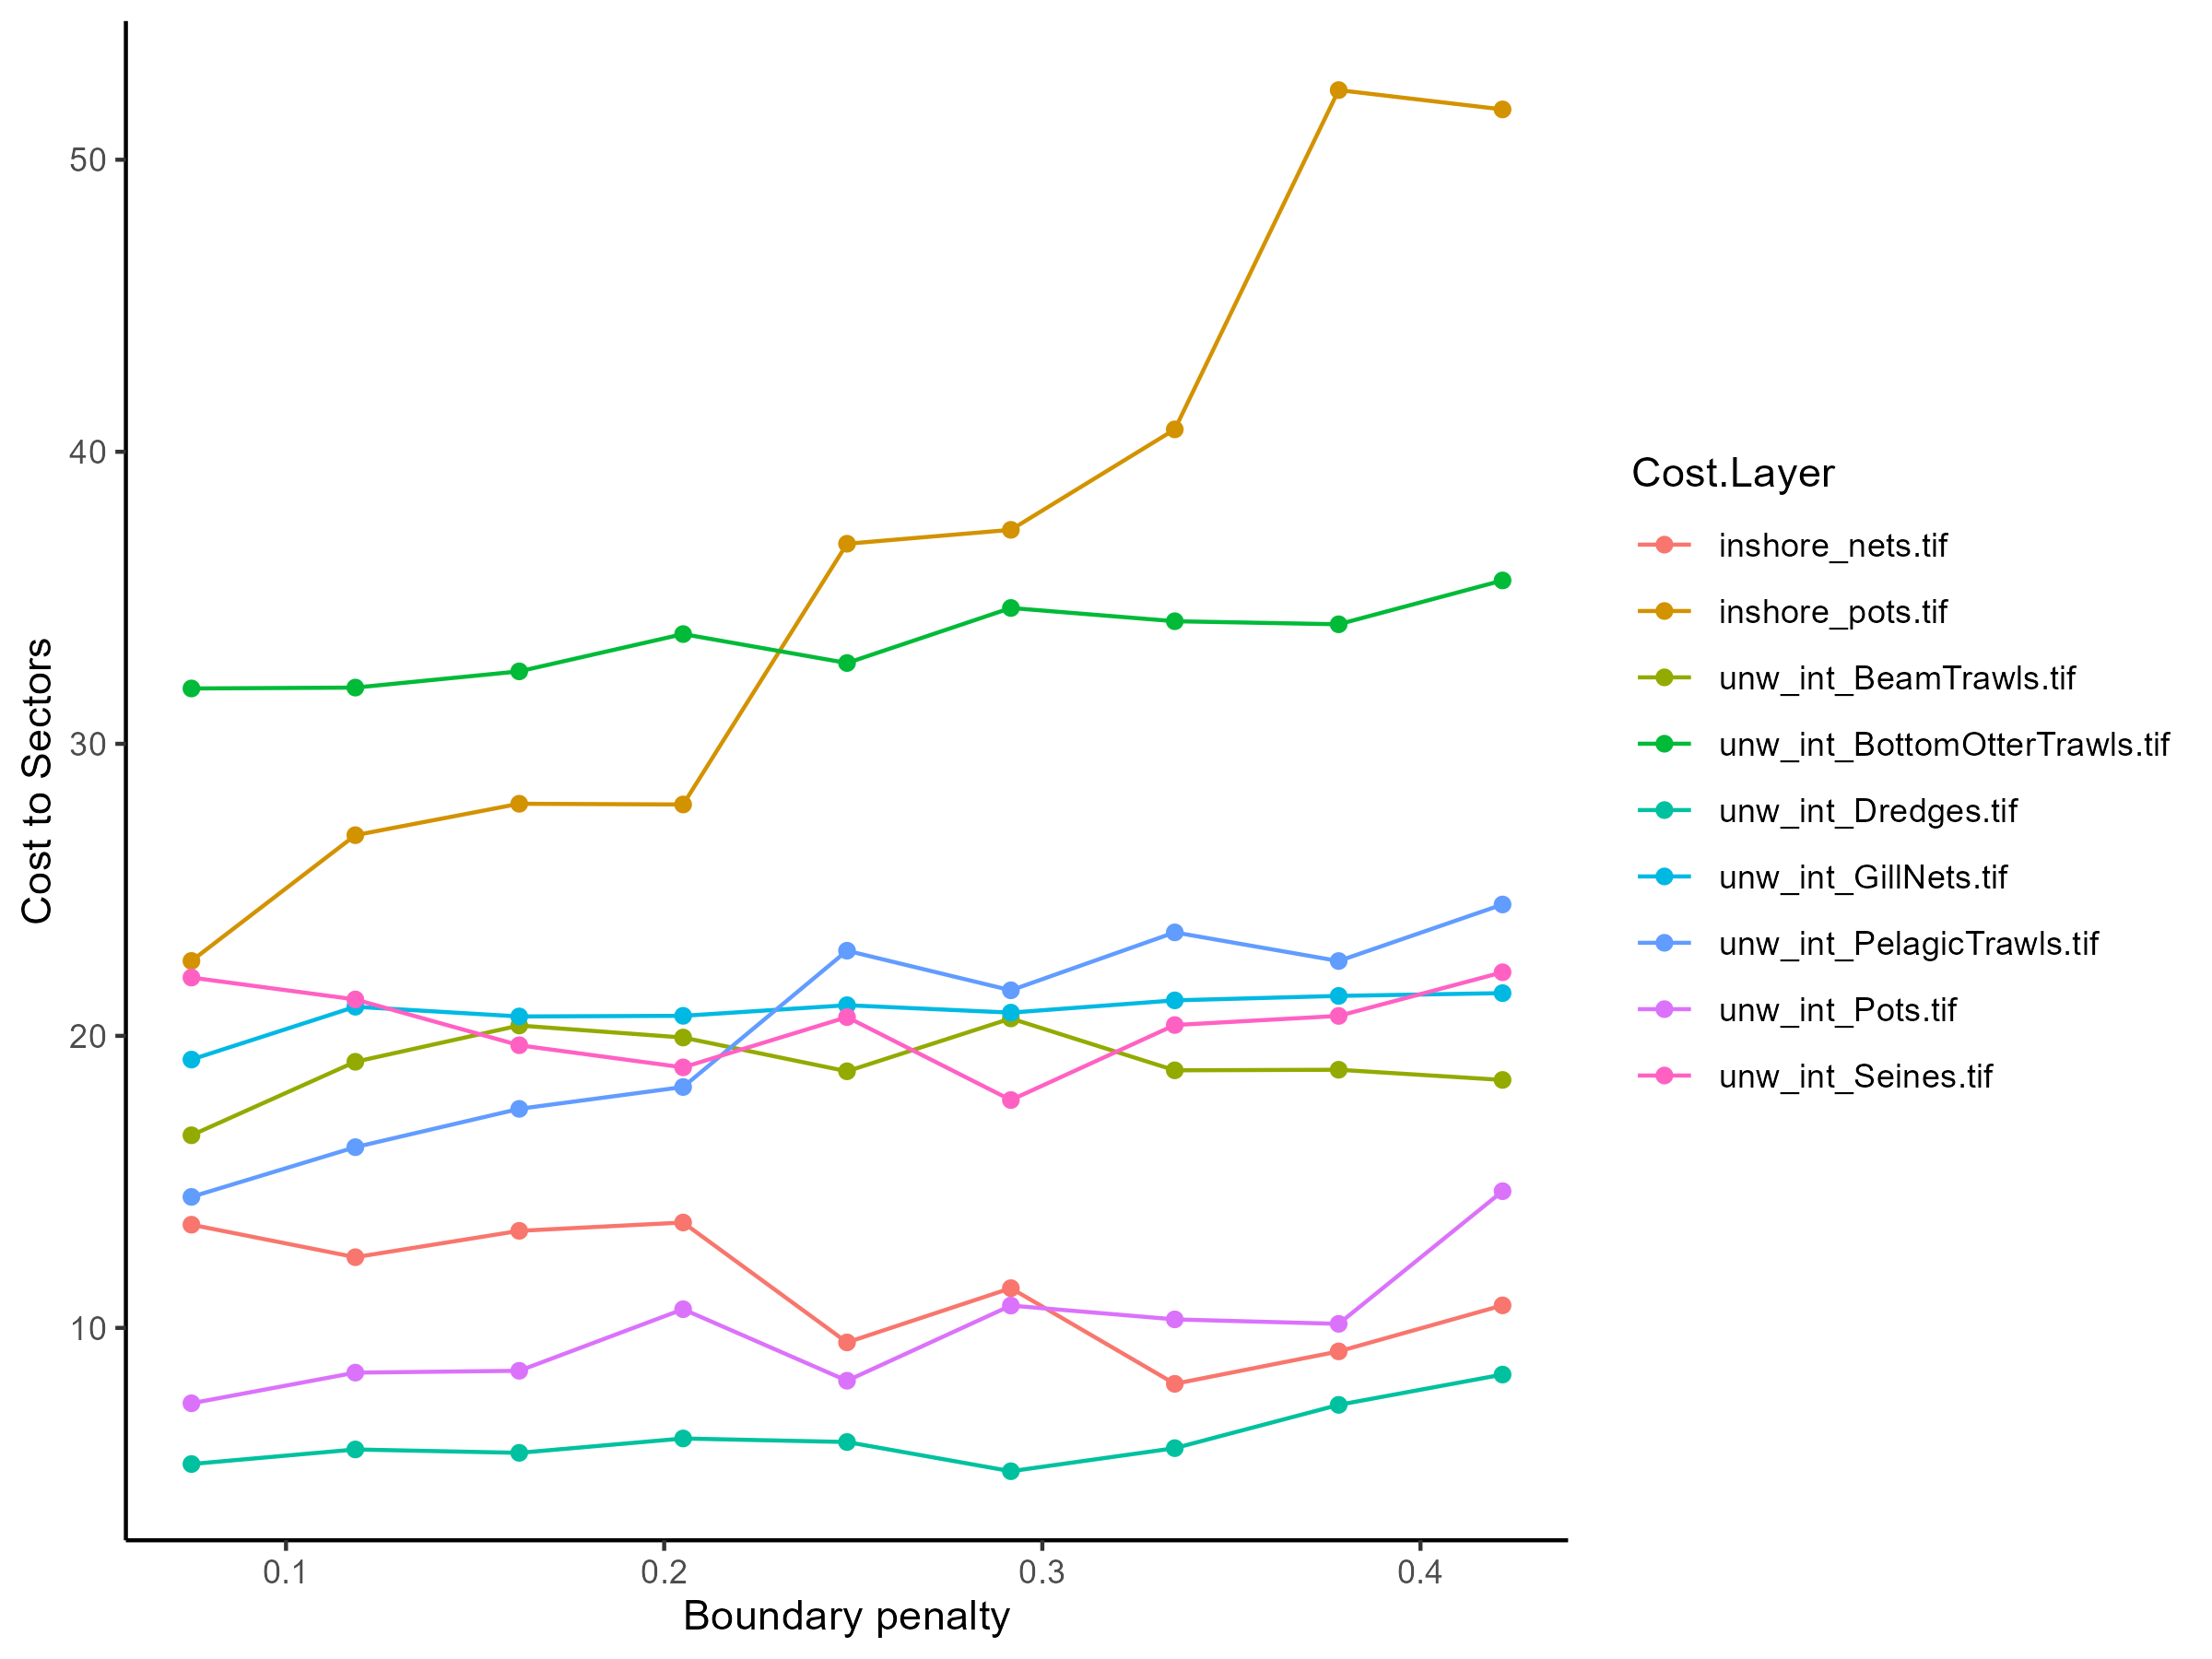 Cost to Sectors
50
40
30
20
10
0.1 0.2 0.3 0.4
Boundary penalty
Cost.Layer
inshore_nets.tif
inshore_pots.tif
unw_int_BeamTrawls.tif
unw_int_BottomOtterTrawls.tif
unw_int_Dredges.tif
unw_int_GillNets.tif
unw_int_PelagicTrawls.tif
unw_int_Pots.tif
unw_int_Seines.tif